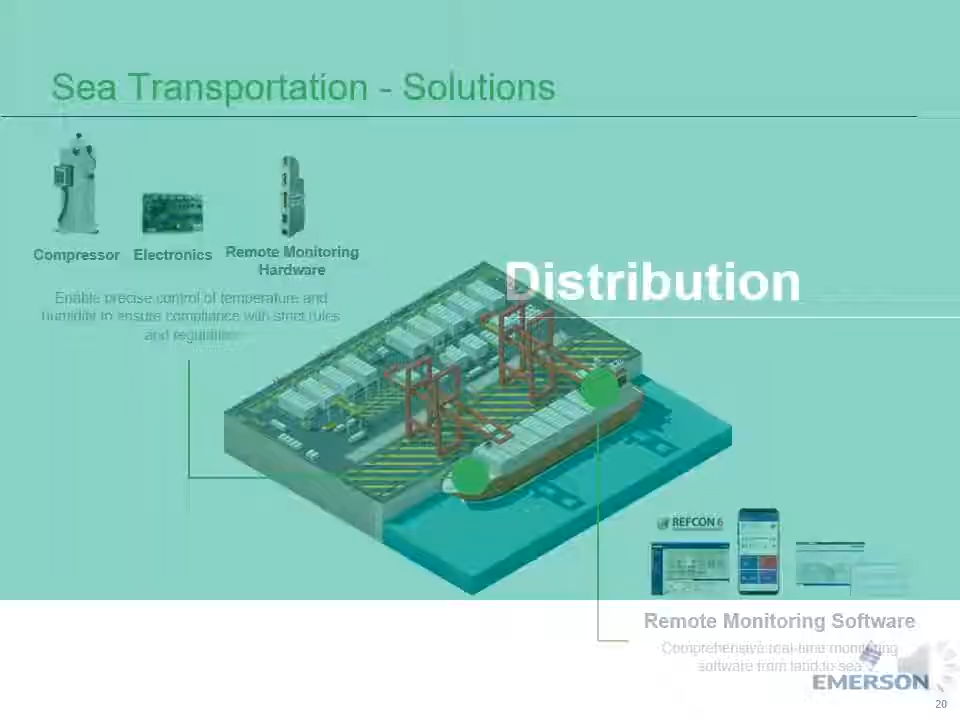 Sea Transportation - Solutions
Compressor
Electronics
Remote Monitoring
Hardware
Enable precise control of temperature and
humidity to ensure compliance with strict rules
and regulation
Distribution
REFCON 6
Remote Monitoring Software
Comprehensive real-time monitoring
software from land to sea
EMERSON
20